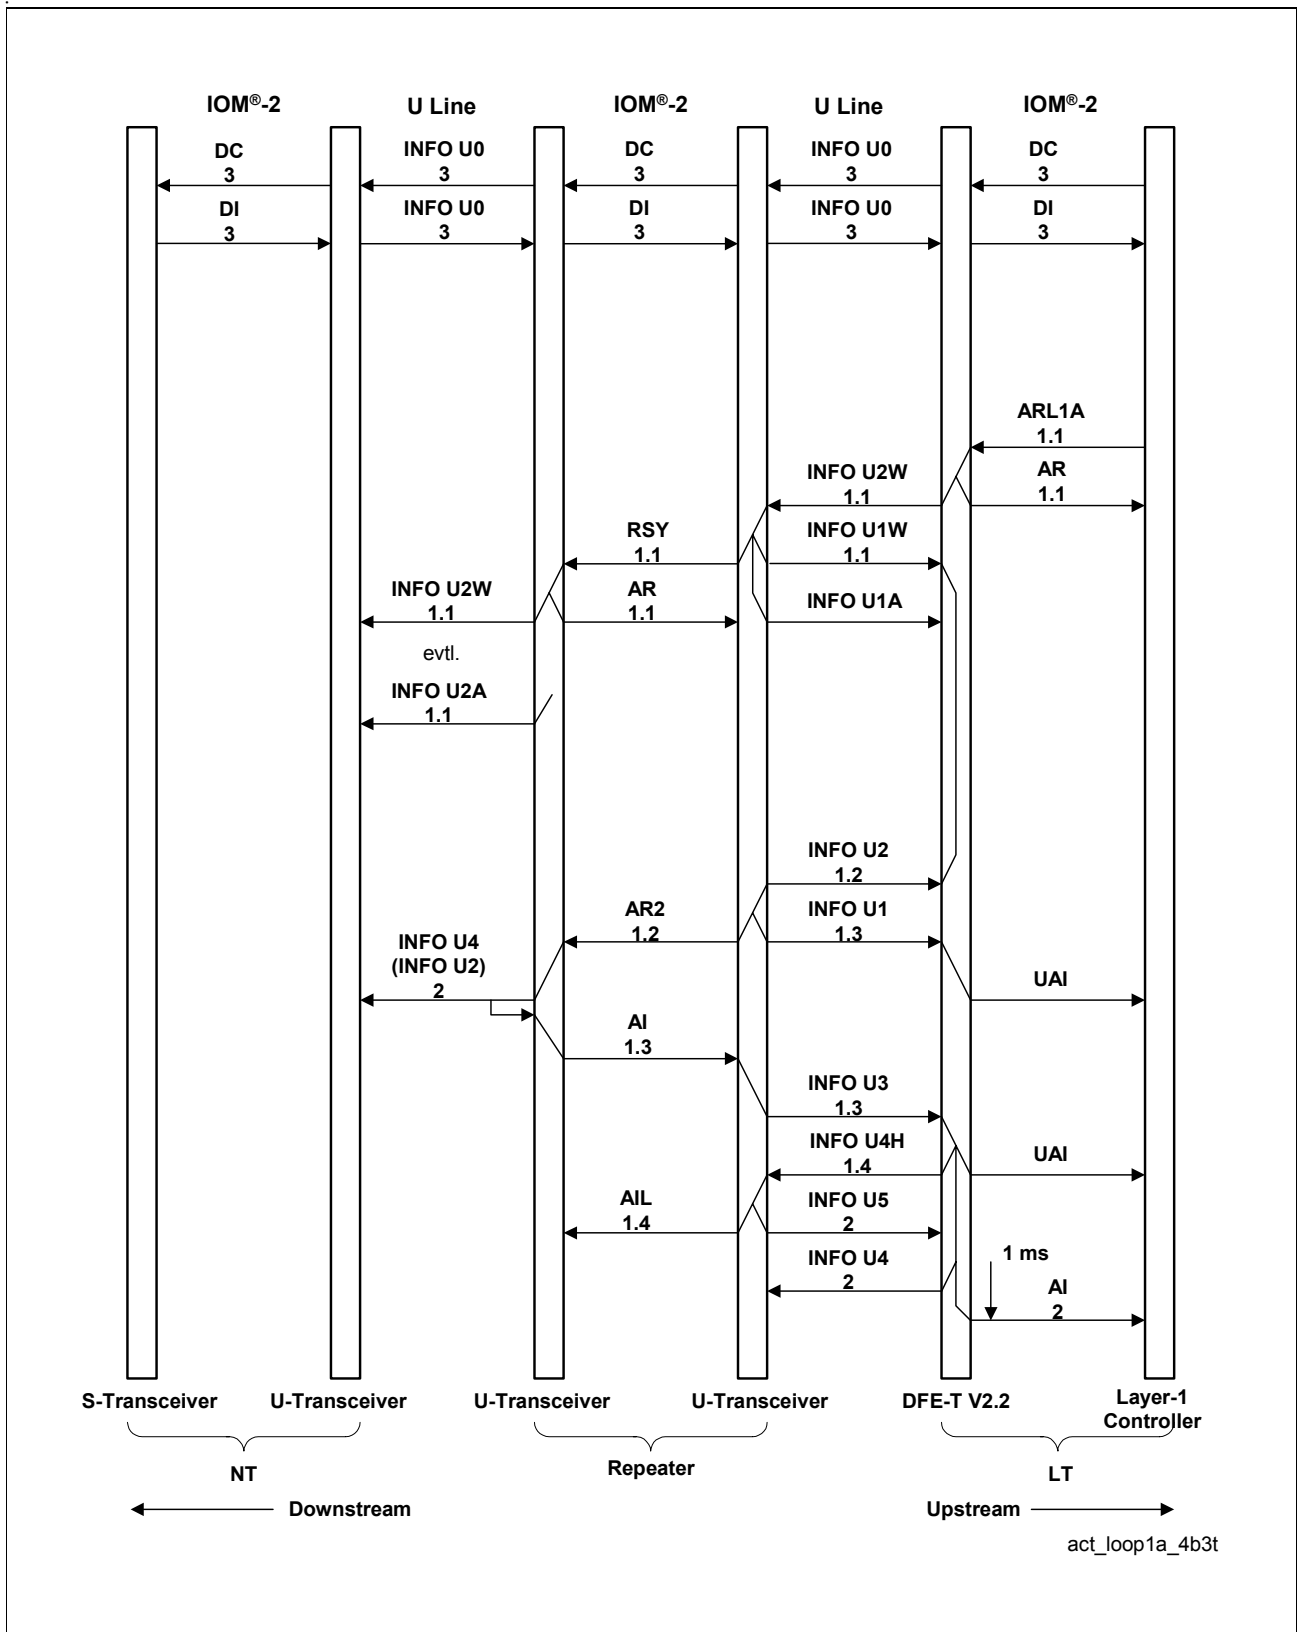 IOM®-2 U Line IOM®-2 U Line IOM®-2
DC INFO U0 DC INFO U0 DC
3 3 3 3 3
DI INFO U0 DI INFO U0 DI
3 3 3 3 3
ARL1A
1.1
INFO U2W AR
1.1 1.1
RSY INFO U1W
1.1 1.1
INFO U2W AR INFO U1A
1.1 1.1
evtl.
INFO U2A
1.1
INFO U2
1.2
AR2 INFO U1
1.2 1.3
INFO U4
(INFO U2) UAI
2
AI
1.3
INFO U3
1.3
INFO U4H UAI
1.4
AIL INFO U5
1.4 2
INFO U4 1 ms
2 AI
2
S-Transceiver U-Transceiver U-Transceiver U-Transceiver DFE-T V2.2 Layer-1
Controller
NT Repeater LT
Downstream Upstream
act_loop1a_4b3t